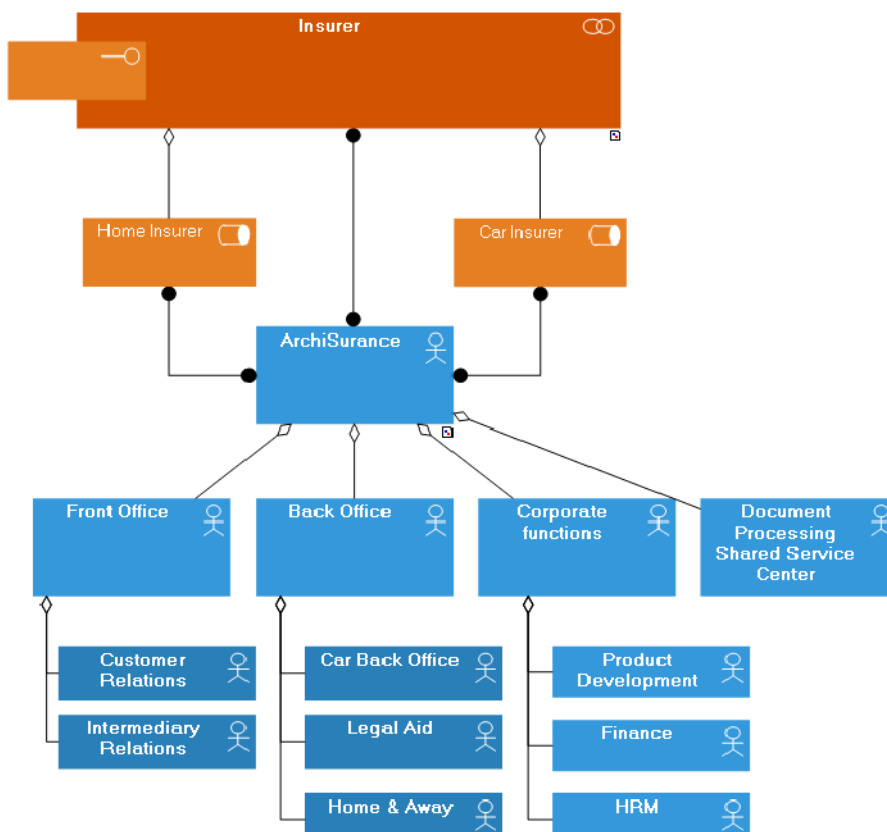 Insurer
Home Insurer
Car Insurer
ArchiSurance
Front Office
Back Office
Corporate
functions
Document
Processing
Shared Service
Center
Customer
Relations
Car Back Office
Product
Development
Intermediary
Relations
Legal Aid
Finance
Home & Away
HRM